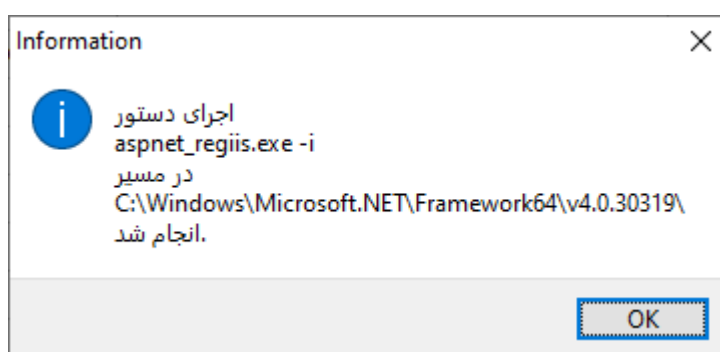 Information
اجرای دستور
aspnet_regiis.exe -i
در مسیر
C:\Windows\Microsoft.NET\Framework64\v4.0.30319\
.انجام شد
OK